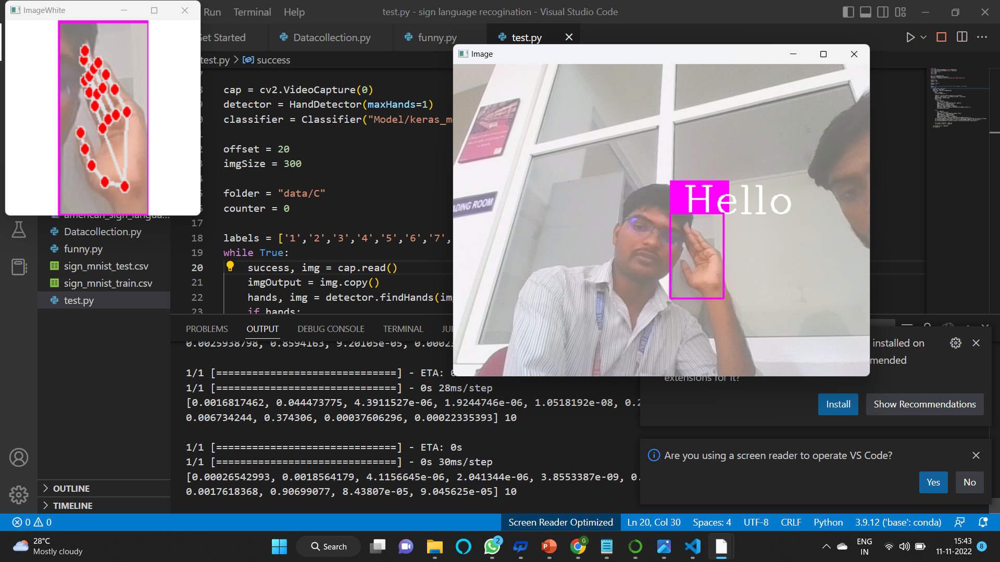 ImageWhite
Run Terminal Help
test.py - sign language recogination - Visual Studio Code
Get Started
Datacollection.py
funny.py
test.py
test.py > success
Image
cap = cv2.VideoCapture(0)
detector = HandDetector(maxHands=1)
classifier = Classifier("Model/keras_m
offset = 20
imgSize = 300
folder = "data/C"
counter = 0
17
18 labels = ['1','2','3','4','5','6','7',
19 while True:
20 success, img = cap.read()
21 imgOutput = img.copy()
22 hands, img = detector.findHands(im
23 if hands:
Datacollection.py
funny.py
sign_mnist_test.csv
sign_mnist_train.csv
test.py
OUTLINE
TIMELINE
ADING ROOM
Hello
PROBLEMS OUTPUT DEBUG CONSOLE TERMINAL JU
0.0025938798, 0.8594163, 9.20105e-05, 0.0002
1/1 [==============================] - ETA: 0
1/1 [==============================] - 0s 28ms/step
[0.0016817462, 0.044473775, 4.3911527e-06, 1.9244746e-06, 1.0518192e-08, 0.2
0.006734244, 0.374306, 0.00037606296, 0.00022335393] 10
1/1 [==============================] - ETA: 0s
1/1 [==============================] - 0s 30ms/step
[0.00026542993, 0.0018564179, 4.1156645e-06, 2.041344e-06, 3.8553387e-09, 0.
0.0017618368, 0.90699077, 8.43807e-05, 9.045625e-05] 10
installed on
mended
extensions for it?
Install
Show Recommendations
Are you using a screen reader to operate VS Code?
Yes
No
0 0
Screen Reader Optimized Ln 20, Col 30 Spaces: 4 UTF-8 CRLF Python 3.9.12 ('base': conda)
28°C
Mostly cloudy
Search
2
G
ENG
IN
15:43
11-11-2022
8